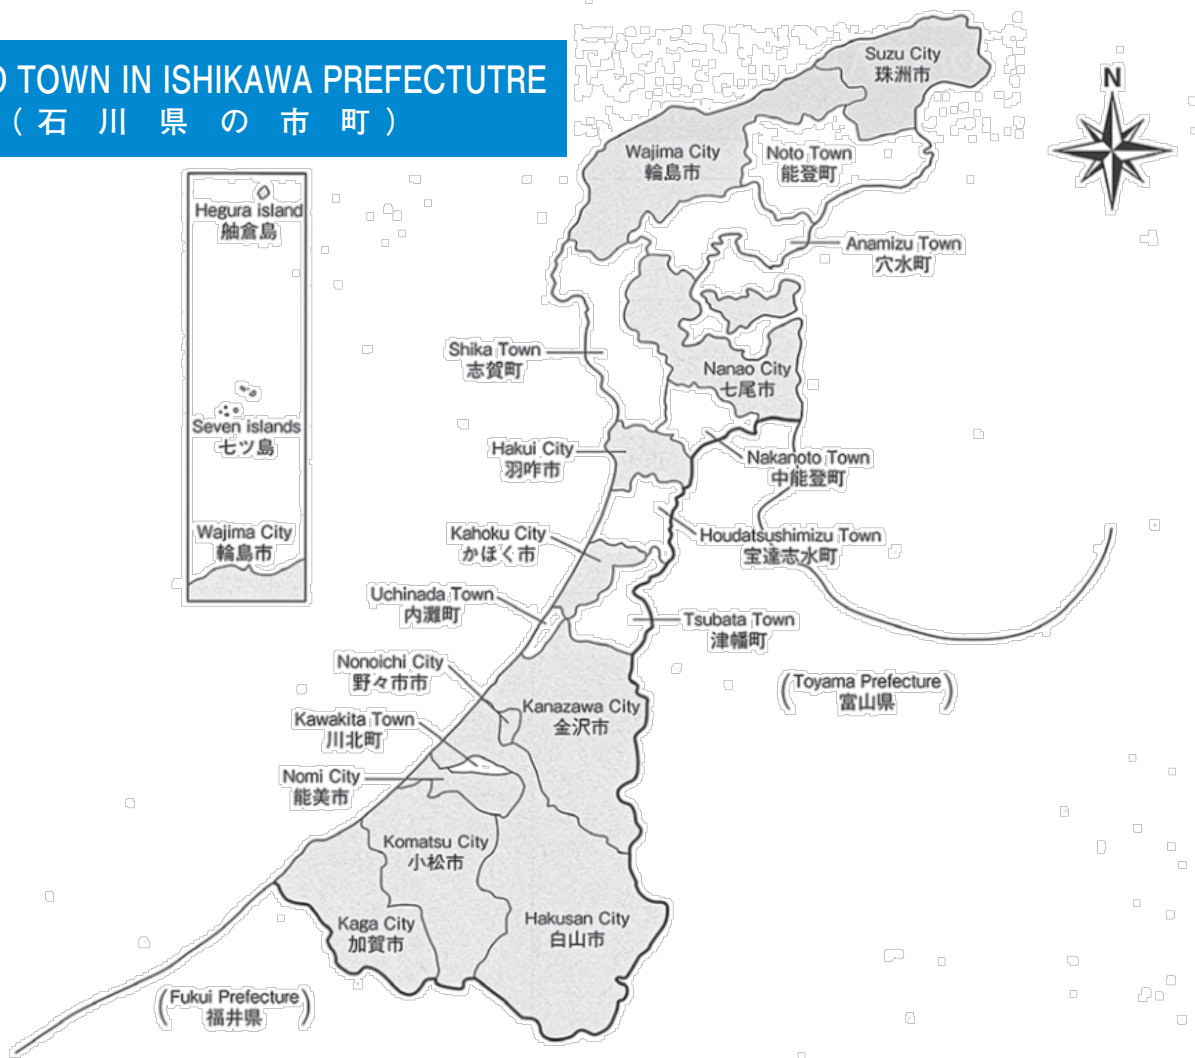 TOWN IN ISHIKAWA PREFECTUTRE
(石川県の市町)
N
Suzu City
珠洲市
Wajima City
輪島市
Noto Town
能登町
Anamizu Town
穴水町
Hegura island
舳倉島
Seven islands
七ツ島
Wajima City
輪島市
Shika Town
志賀町
Nanao City
七尾市
Hakui City
羽咋市
Nakanoto Town
中能登町
Kahoku City
かほく市
Houdatsushimizu Town
宝達志水町
Uchinada Town
内灘町
Tsubata Town
津幡町
Nonoichi City
野々市市
(Toyama Prefecture)
富山県
Kanazawa City
金沢市
Kawakita Town
川北町
Nomi City
能美市
Komatsu City
小松市
Kaga City
加賀市
Hakusan City
白山市
(Fukui Prefecture)
福井県